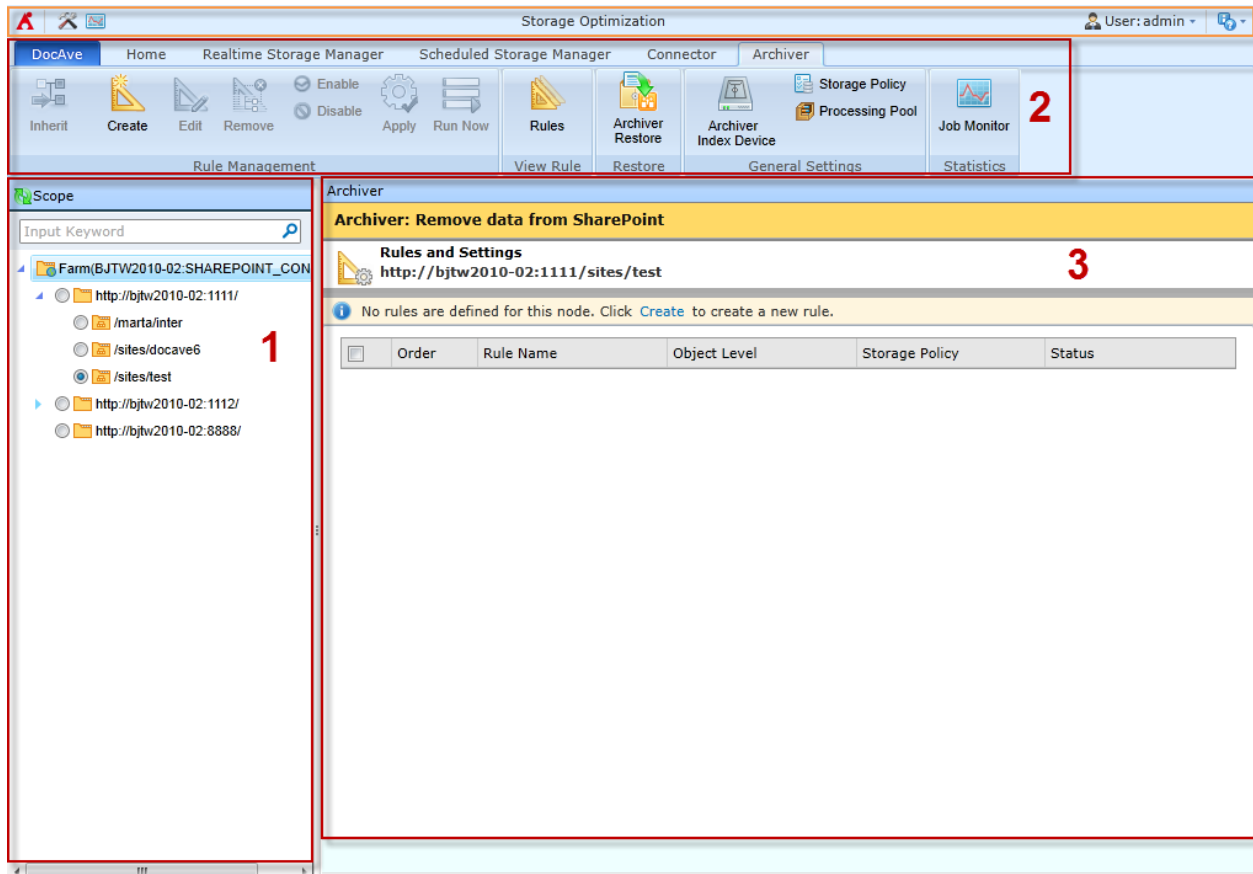 Storage Optimization
User: admin
DocAve Home Realtime Storage Manager Scheduled Storage Manager Connector Archiver
Inherit
Create
Edit
Remove
Enable
Disable
Apply
Run Now
Rules
Archiver
Restore
Archiver
Index Device
Storage Policy
Processing Pool
Job Monitor
2
Rule Management View Rule Restore General Settings Statistics
Scope
Input Keyword
Farm(BJTW2010-02:SHAREPOINT_CON
http://bjtw2010-02:1111/
/marta/inter
/sites/docave6
/sites/test
http://bjtw2010-02:1112/
http://bjtw2010-02:8888/
1
Archiver
Archiver: Remove data from SharePoint
Rules and Settings
http://bjtw2010-02:1111/sites/test
3
No rules are defined for this node. Click Create to create a new rule.
Order Rule Name Object Level Storage Policy Status